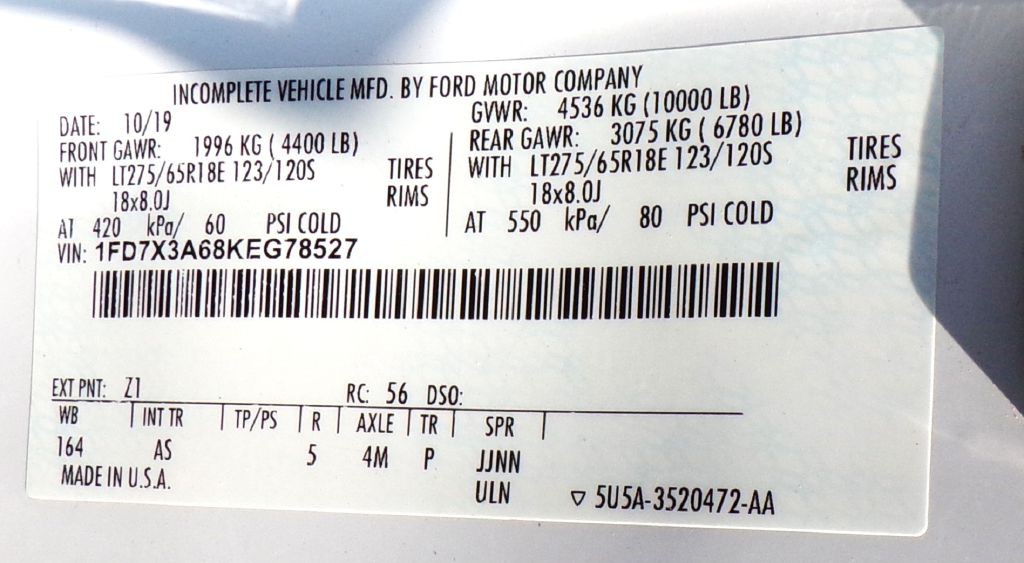 INCOMPLETE VEHICLE MFD. BY FORD MOTOR COMPANY
DATE: 10/19 GVWR: 4536 KG (10000 LB)
FRONT GAWR: 1996 KG ( 4400 LB) REAR GAWR: 3075 KG ( 6780 LB)
WITH LT275/65R18E 123/120S TIRES WITH LT275/65R18E 123/120S TIRES
18x8.0J RIMS 18x8.0J RIMS
AT 420 kPa/ 60 PSI COLD AT 550 kPa/ 80 PSI COLD
VIN: 1FD7X3A68KEG78527
EXT PNT: Z1 RC: 56 DSO:
WB INT TR TP/PS R AXLE TR SPR
164 AS 5 4M P JJNN
MADE IN U.S.A. ULN ▽ 5U5A-3520472-AA